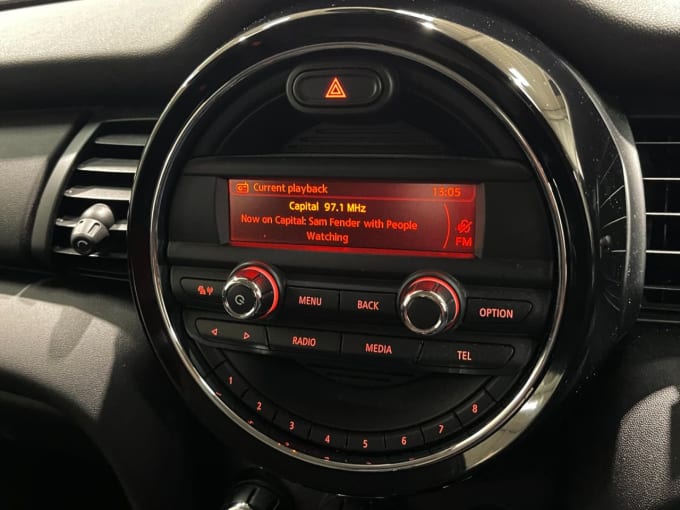 Current playback 13:05
Capital 97.1 MHz
Now on Capital: Sam Fender with People
Watching
FM
MENU BACK OPTION
RADIO MEDIA TEL
1 2 3 4 5 6 7 8